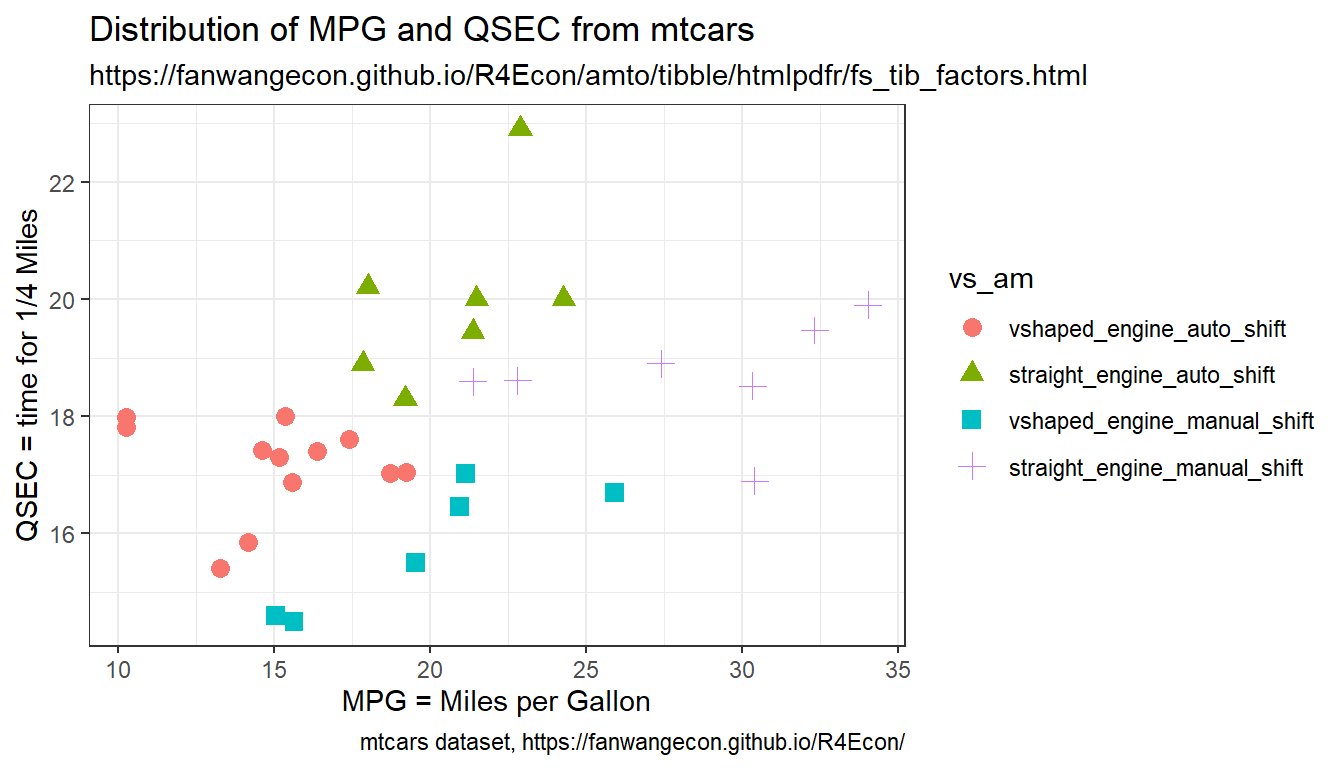 Distribution of MPG and QSEC from mtcars
https://fanwangecon.github.io/R4Econ/amto/tibble/htmlpdfr/fs_tib_factors.html
QSEC = time for 1/4 Miles
22
20
18
16
10 15 20 25 30 35
MPG = Miles per Gallon
mtcars dataset, https://fanwangecon.github.io/R4Econ/
vs_am
vshaped_engine_auto_shift
straight_engine_auto_shift
vshaped_engine_manual_shift
straight_engine_manual_shift